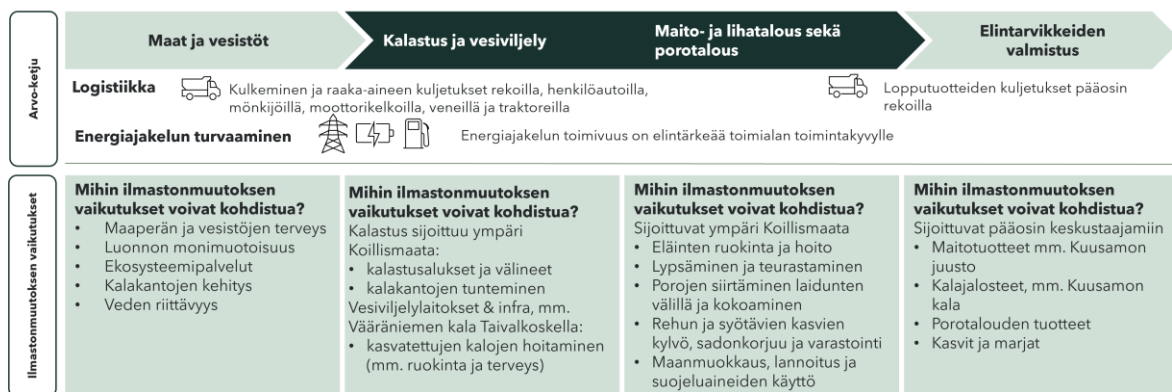 Arvo-ketju
Maat ja vesistöt
Kalastus ja vesiviljely
Maito- ja lihatalous sekä
porotalous
Elintarvikkeiden
valmistus
Logistiikka
Kulkeminen ja raaka-aineen kuljetukset rekoilla, henkilöautoilla,
mönkijöillä, moottorikelkoilla, veneillä ja traktoreilla
Lopputuotteiden kuljetukset pääosin
rekoilla
Energiajakelun turvaaminen
Energiajakelun toimivuus on elintärkeää toimialan toimintakyvylle
Ilmastonmuutoksen vaikutukset
Mihin ilmastonmuutoksen
vaikutukset voivat kohdistua?
• Maaperän ja vesistöjen terveys
• Luonnon monimuotoisuus
• Ekosysteemipalvelut
• Kalakantojen kehitys
• Veden riittävyys
Mihin ilmastonmuutoksen
vaikutukset voivat kohdistua?
Kalastus sijoittuu ympäri
Koillismaata:
• kalastusalukset ja välineet
• kalakantojen tunteminen
Vesiviljelylaitokset & infra, mm.
Vääräniemen kala Taivalkoskella:
• kasvatettujen kalojen hoitaminen
(mm. ruokinta ja terveys)
Mihin ilmastonmuutoksen
vaikutukset voivat kohdistua?
Sijoittuvat ympäri Koillismaata
• Eläinten ruokinta ja hoito
• Lypsäminen ja teurastaminen
• Porojen siirtäminen laidunten
välillä ja kokoaminen
• Rehun ja syötävien kasvien
kylvö, sadonkorjuu ja varastointi
• Maanmuokkaus, lannoitus ja
suojeluaineiden käyttö
Mihin ilmastonmuutoksen
vaikutukset voivat kohdistua?
Sijoittuvat pääosin keskustaajamiin
• Maitotuotteet mm. Kuusamon
juusto
• Kalajalosteet, mm. Kuusamon
kala
• Porotalouden tuotteet
• Kasvit ja marjat